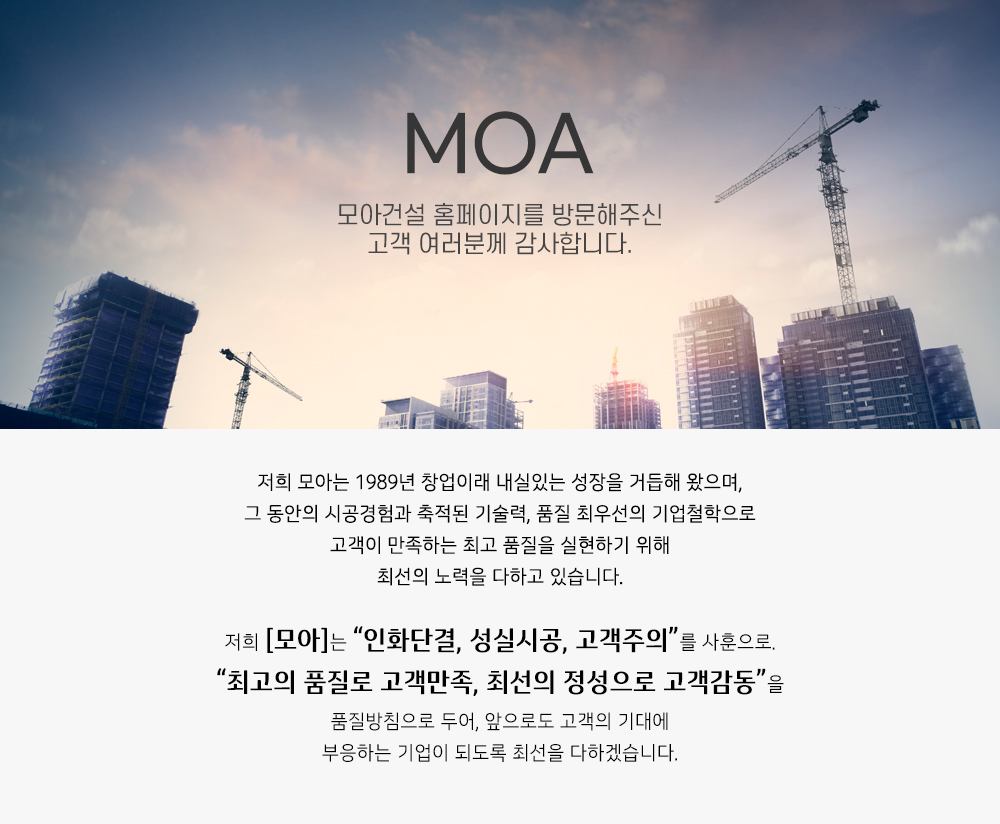 MOA
모아건설 홈페이지를 방문해주신
고객 여러분께 감사합니다.
저희 모아는 1989년 창업이래 내실있는 성장을 거듭해 왔으며,
그 동안의 시공경험과 축적된 기술력, 품질 최우선의 기업철학으로
고객이 만족하는 최고 품질을 실현하기 위해
최선의 노력을 다하고 있습니다.
저희 [모아]는 “인화단결, 성실시공, 고객주의”를 사훈으로.
“최고의 품질로 고객만족, 최선의 정성으로 고객감동”을
품질방침으로 두어, 앞으로도 고객의 기대에
부응하는 기업이 되도록 최선을 다하겠습니다.